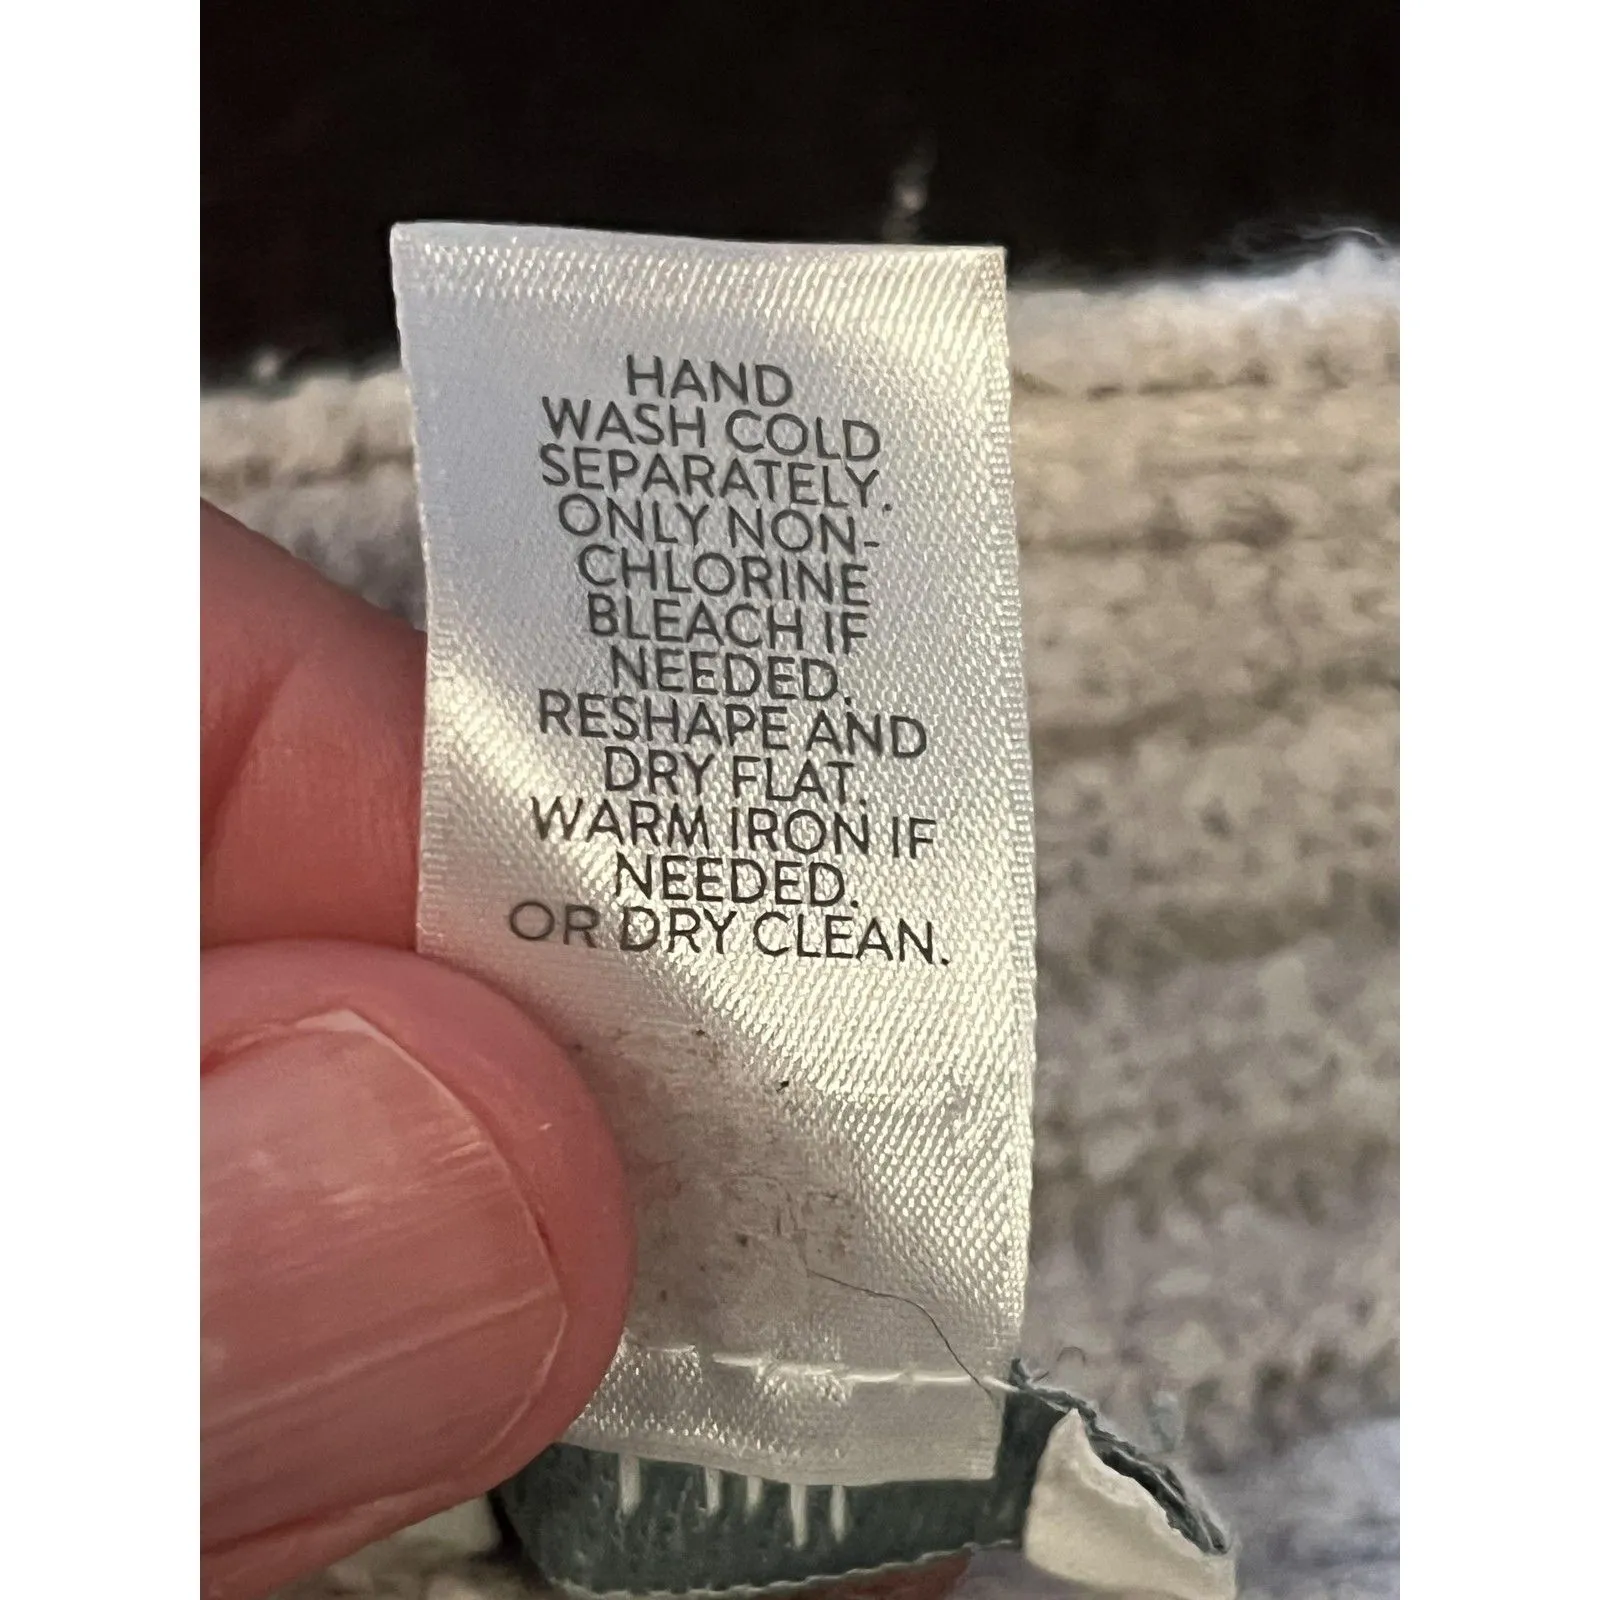 HAND
WASH COLD
SEPARATELY.
ONLY NON-
CHLORINE
BLEACH IF
NEEDED.
RESHAPE AND
DRY FLAT.
WARM IRON IF
NEEDED.
OR DRY CLEAN.